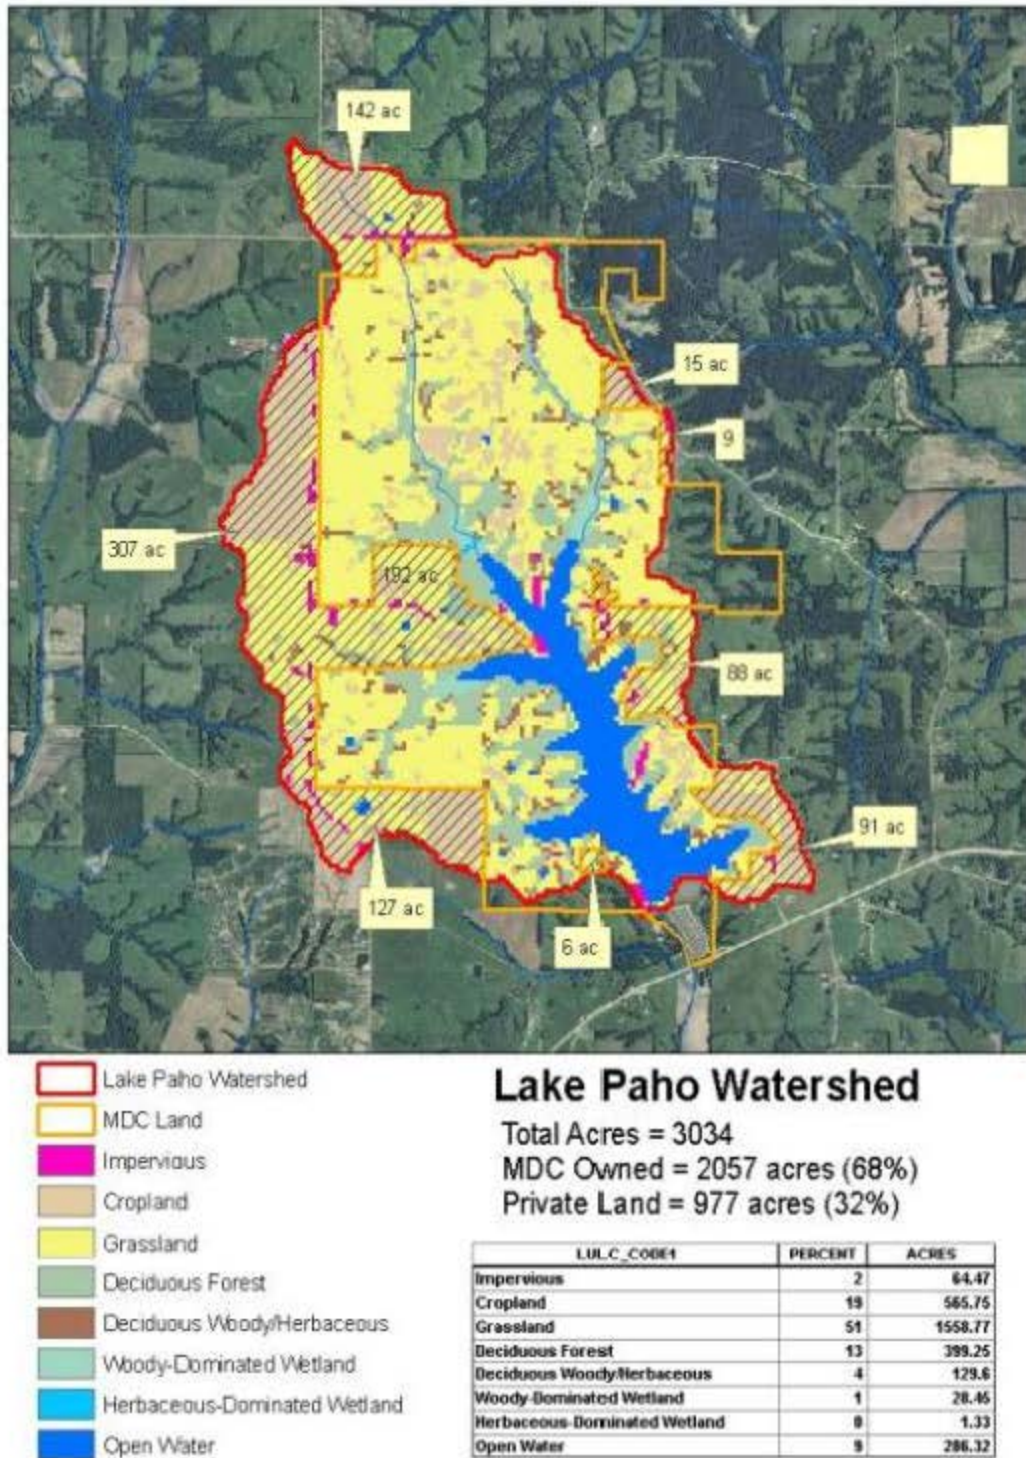 142 ac
15 ac
9
307 ac
192 ac
88 ac
91 ac
127 ac
6 ac
Lake Paho Watershed
MDC Land
Impervious
Cropland
Grassland
Deciduous Forest
Deciduous Woody/Herbaceous
Woody-Dominated Wetland
Herbaceous-Dominated Wetland
Open Water
Lake Paho Watershed
Total Acres = 3034
MDC Owned = 2057 acres (68%)
Private Land = 977 acres (32%)
LULC_CODE1 PERCENT ACRES
Impervious 2 64.47
Cropland 19 565.75
Grassland 51 1558.77
Deciduous Forest 13 399.25
Deciduous Woody/Herbaceous 4 129.6
Woody-Dominated Wetland 1 28.45
Herbaceous-Dominated Wetland 0 1.33
Open Water 9 286.32